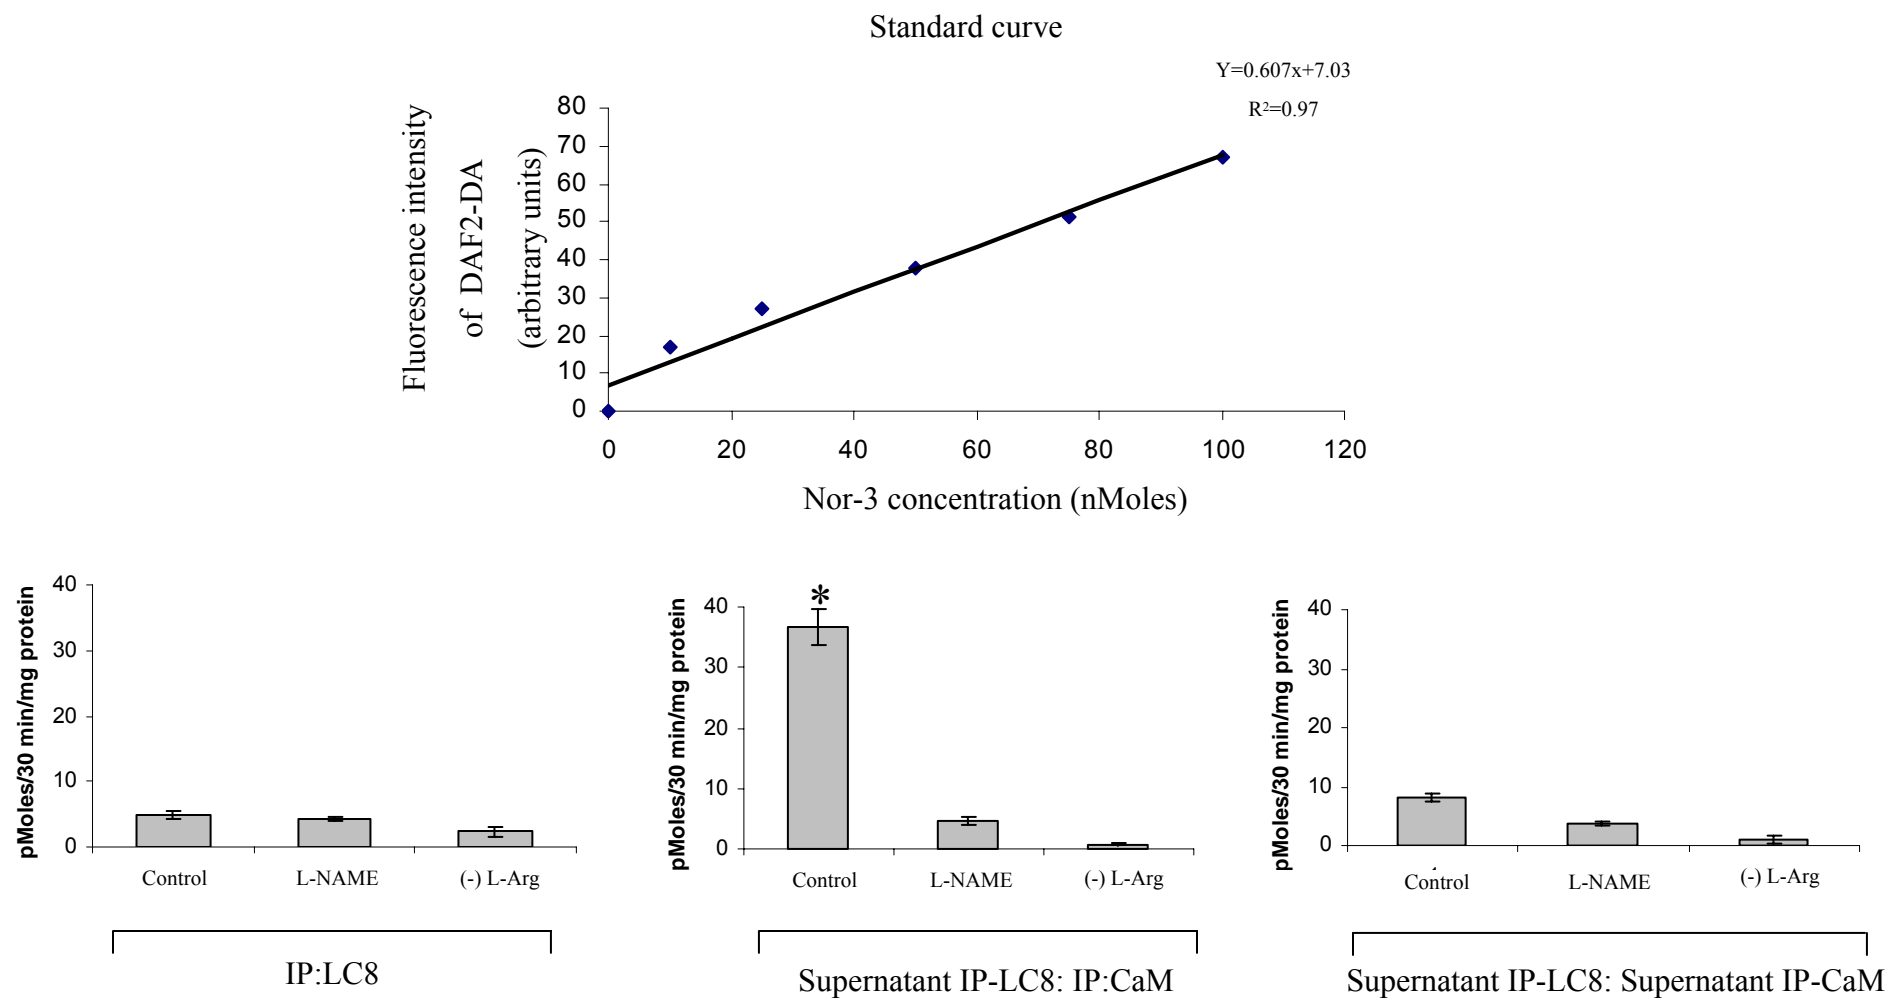 Standard curve
Y=0.607x+7.03
R²=0.97
Fluorescence intensity
of DAF2-DA
(arbitrary units)
80
70
60
50
40
30
20
10
0
0 20 40 60 80 100 120
Nor-3 concentration (nMoles)
pMoles/30 min/mg protein
40
30
20
10
0
Control L-NAME (-) L-Arg
IP:LC8
pMoles/30 min/mg protein
40
30
20
10
0
*
Control L-NAME (-) L-Arg
Supernatant IP-LC8: IP:CaM
pMoles/30 min/mg protein
40
30
20
10
0
Control L-NAME (-) L-Arg
Supernatant IP-LC8: Supernatant IP-CaM